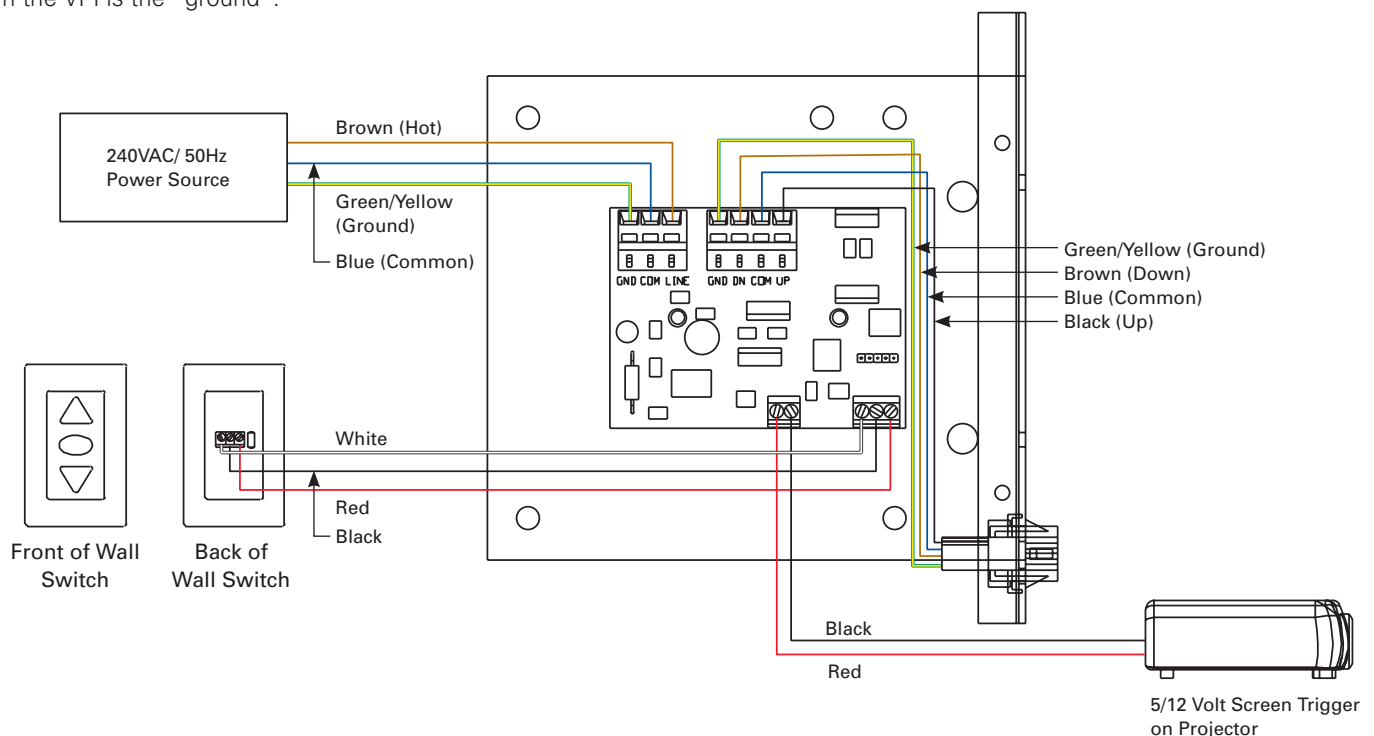 is the "ground".
Brown (Hot)
240VAC/ 50Hz
Power Source
Green/Yellow
(Ground)
Blue (Common)
Green/Yellow (Ground)
Brown (Down)
Blue (Common)
Black (Up)
GND COM LINE
GND DN COM UP
White
Red
Black
Front of Wall
Switch
Back of
Wall Switch
Black
Red
5/12 Volt Screen Trigger
on Projector